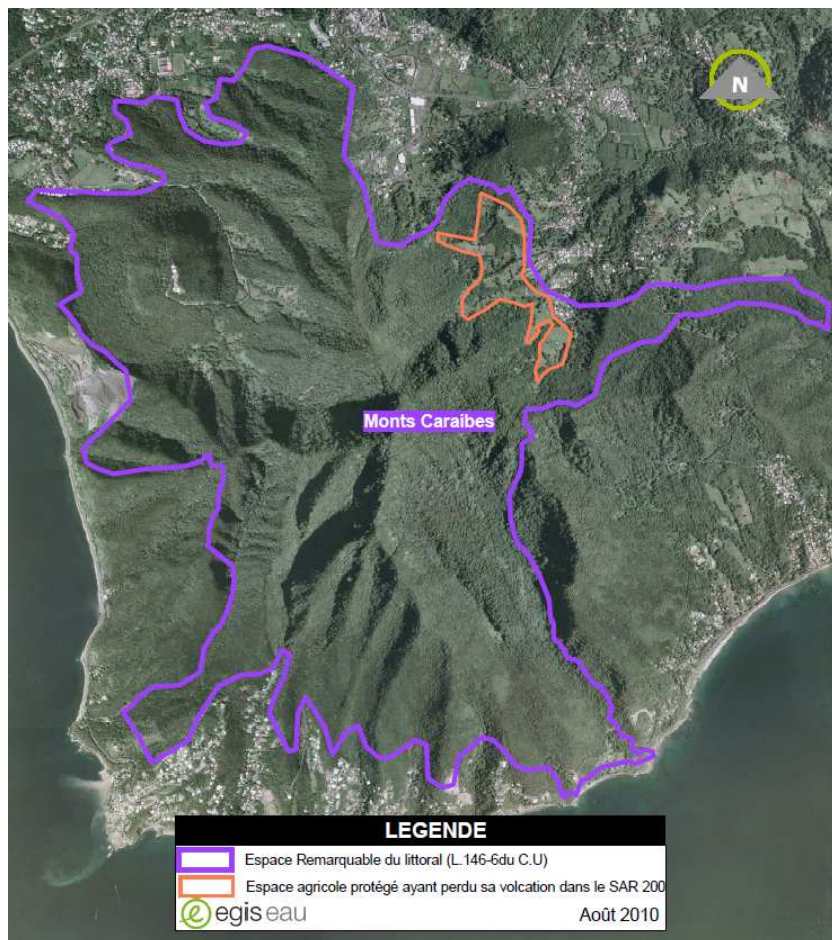 N
Monts Caraibes
LEGENDE
Espace Remarquable du littoral (L.146-6du C.U)
Espace agricole protégé ayant perdu sa volcation dans le SAR 200
egis eau
Août 2010